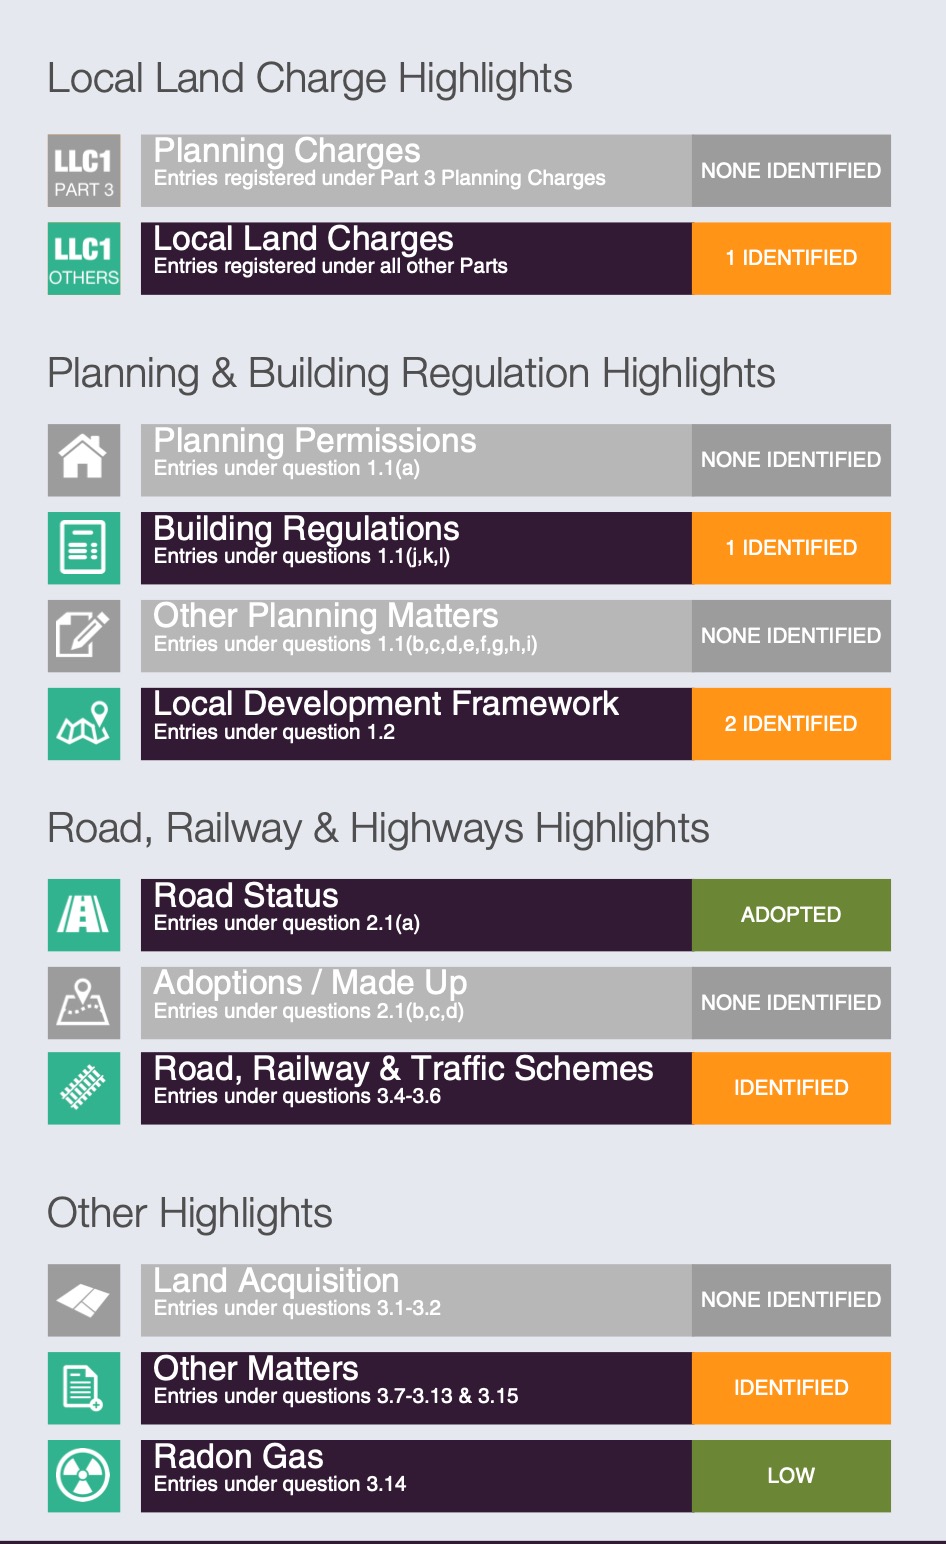 Local Land Charge Highlights
LLC1
PART 3
Planning Charges
Entries registered under Part 3 Planning Charges
NONE IDENTIFIED
LLC1
OTHERS
Local Land Charges
Entries registered under all other Parts
1 IDENTIFIED
Planning & Building Regulation Highlights
Planning Permissions
Entries under question 1.1(a)
NONE IDENTIFIED
Building Regulations
Entries under questions 1.1(j,k,l)
1 IDENTIFIED
Other Planning Matters
Entries under questions 1.1(b,c,d,e,f,g,h,i)
NONE IDENTIFIED
Local Development Framework
Entries under question 1.2
2 IDENTIFIED
Road, Railway & Highways Highlights
Road Status
Entries under question 2.1(a)
ADOPTED
Adoptions / Made Up
Entries under questions 2.1(b,c,d)
NONE IDENTIFIED
Road, Railway & Traffic Schemes
Entries under questions 3.4-3.6
IDENTIFIED
Other Highlights
Land Acquisition
Entries under questions 3.1-3.2
NONE IDENTIFIED
Other Matters
Entries under questions 3.7-3.13 & 3.15
IDENTIFIED
Radon Gas
Entries under question 3.14
LOW